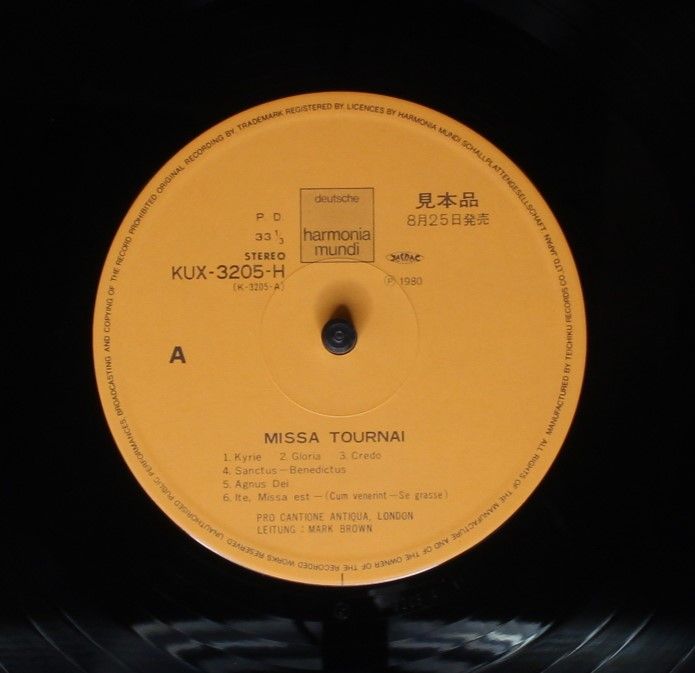 TRADEMARK REGISTERED BY LICENCES BY HARMONIA MUNDI SCHALLPLATTENGESELLSCHAFT
MANUFACTURED BY TEICHIKU RECORDS CO. LTD. JAPAN
ALL RIGHTS OF THE MANUFACTURE AND OF THE OWNER OF THE RECORDED WORKS RESERVED UNAUTHORISED PUBLIC PERFORMANCES BROADCASTING AND COPYING OF THE RECORD PROHIBITED ORIGINAL RECORDING BY
deutsche
harmonia
mundi
見本品
8月25日発売
P. D.
33 1/3
STEREO
KUX-3205-H
(K-3205-A)
JASRAC
Ⓟ 1980
A
MISSA TOURNAI
1. Kyrie 2. Gloria 3. Credo
4. Sanctus—Benedictus
5. Agnus Dei
6. Ite, Missa est—(Cum venerint—Se grasse)
PRO CANTIONE ANTIQUA, LONDON
LEITUNG : MARK BROWN